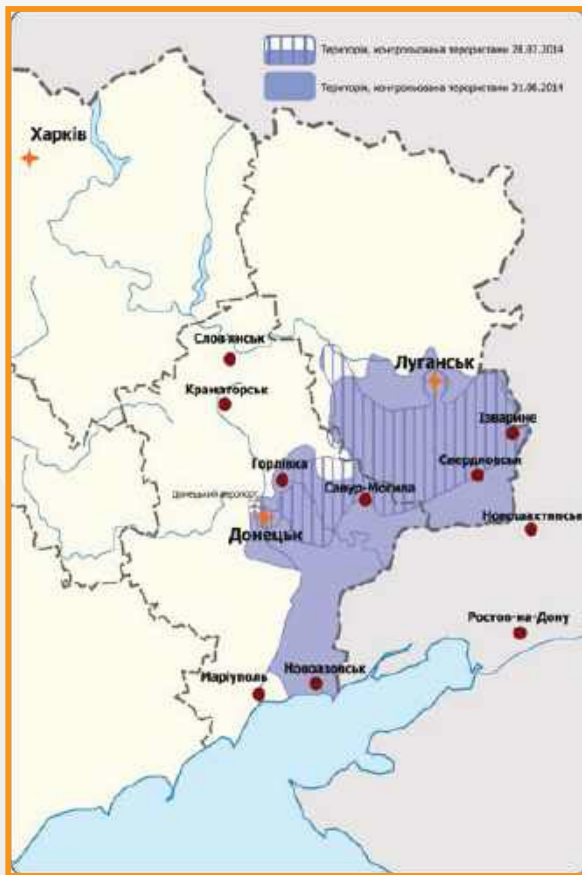 Територія, контрольована терористами 28.07.2014
Територія, контрольована терористами 31.08.2014
Харків
Слов'янськ
Луганськ
Краматорськ
Ізварине
Горлівка
Свердловськ
Савур-Могила
Донецький аеропорт
Новошахтинськ
Донецьк
Ростов-на-Дону
Новоазовськ
Маріуполь